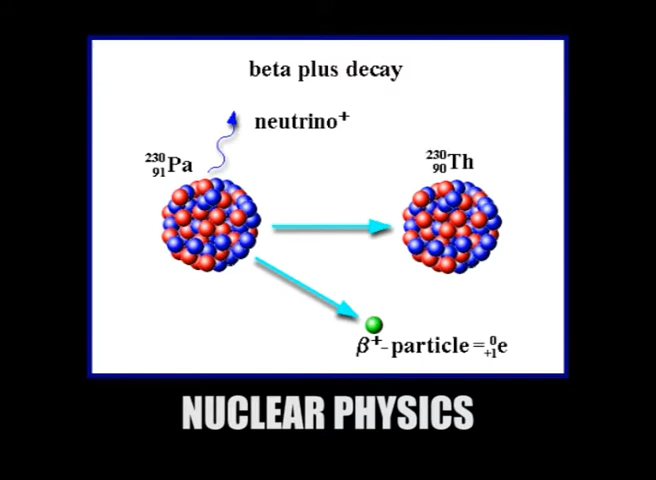 beta plus decay
neutrino⁺
²³⁰₉₁Pa
²³⁰₉₀Th
β⁺-particle = ⁰₊₁e
NUCLEAR PHYSICS